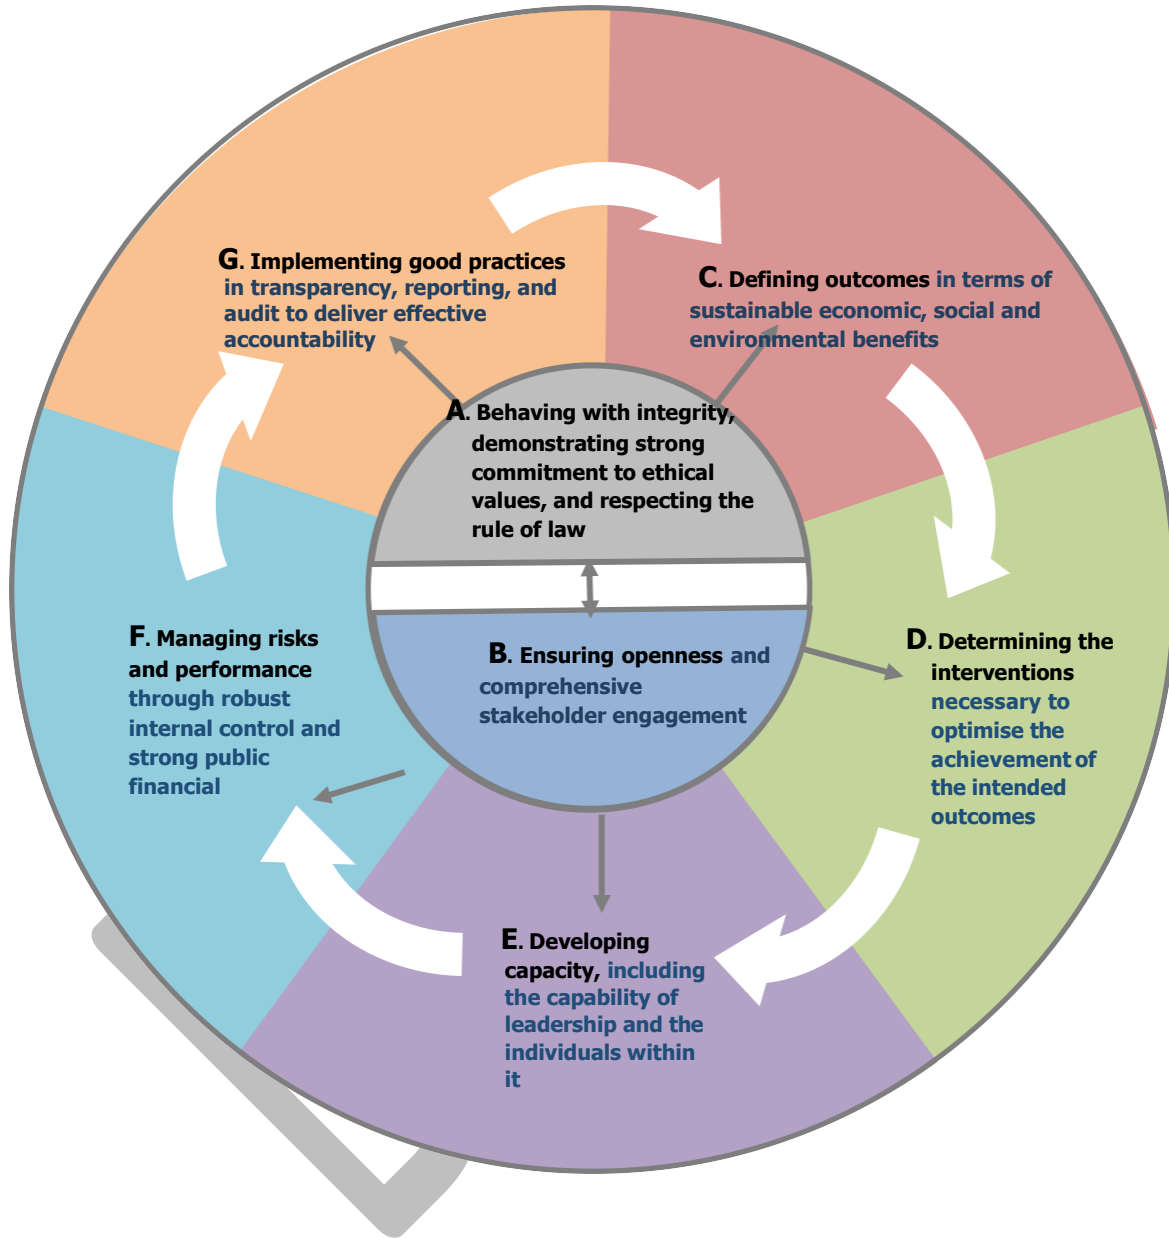 G. Implementing good practices
in transparency, reporting, and
audit to deliver effective
accountability
C. Defining outcomes in terms of
sustainable economic, social and
environmental benefits
A. Behaving with integrity,
demonstrating strong
commitment to ethical
values, and respecting the
rule of law
B. Ensuring openness and
comprehensive
stakeholder engagement
D. Determining the
interventions
necessary to
optimise the
achievement of
the intended
outcomes
E. Developing
capacity, including
the capability of
leadership and the
individuals within
it
F. Managing risks
and performance
through robust
internal control and
strong public
financial